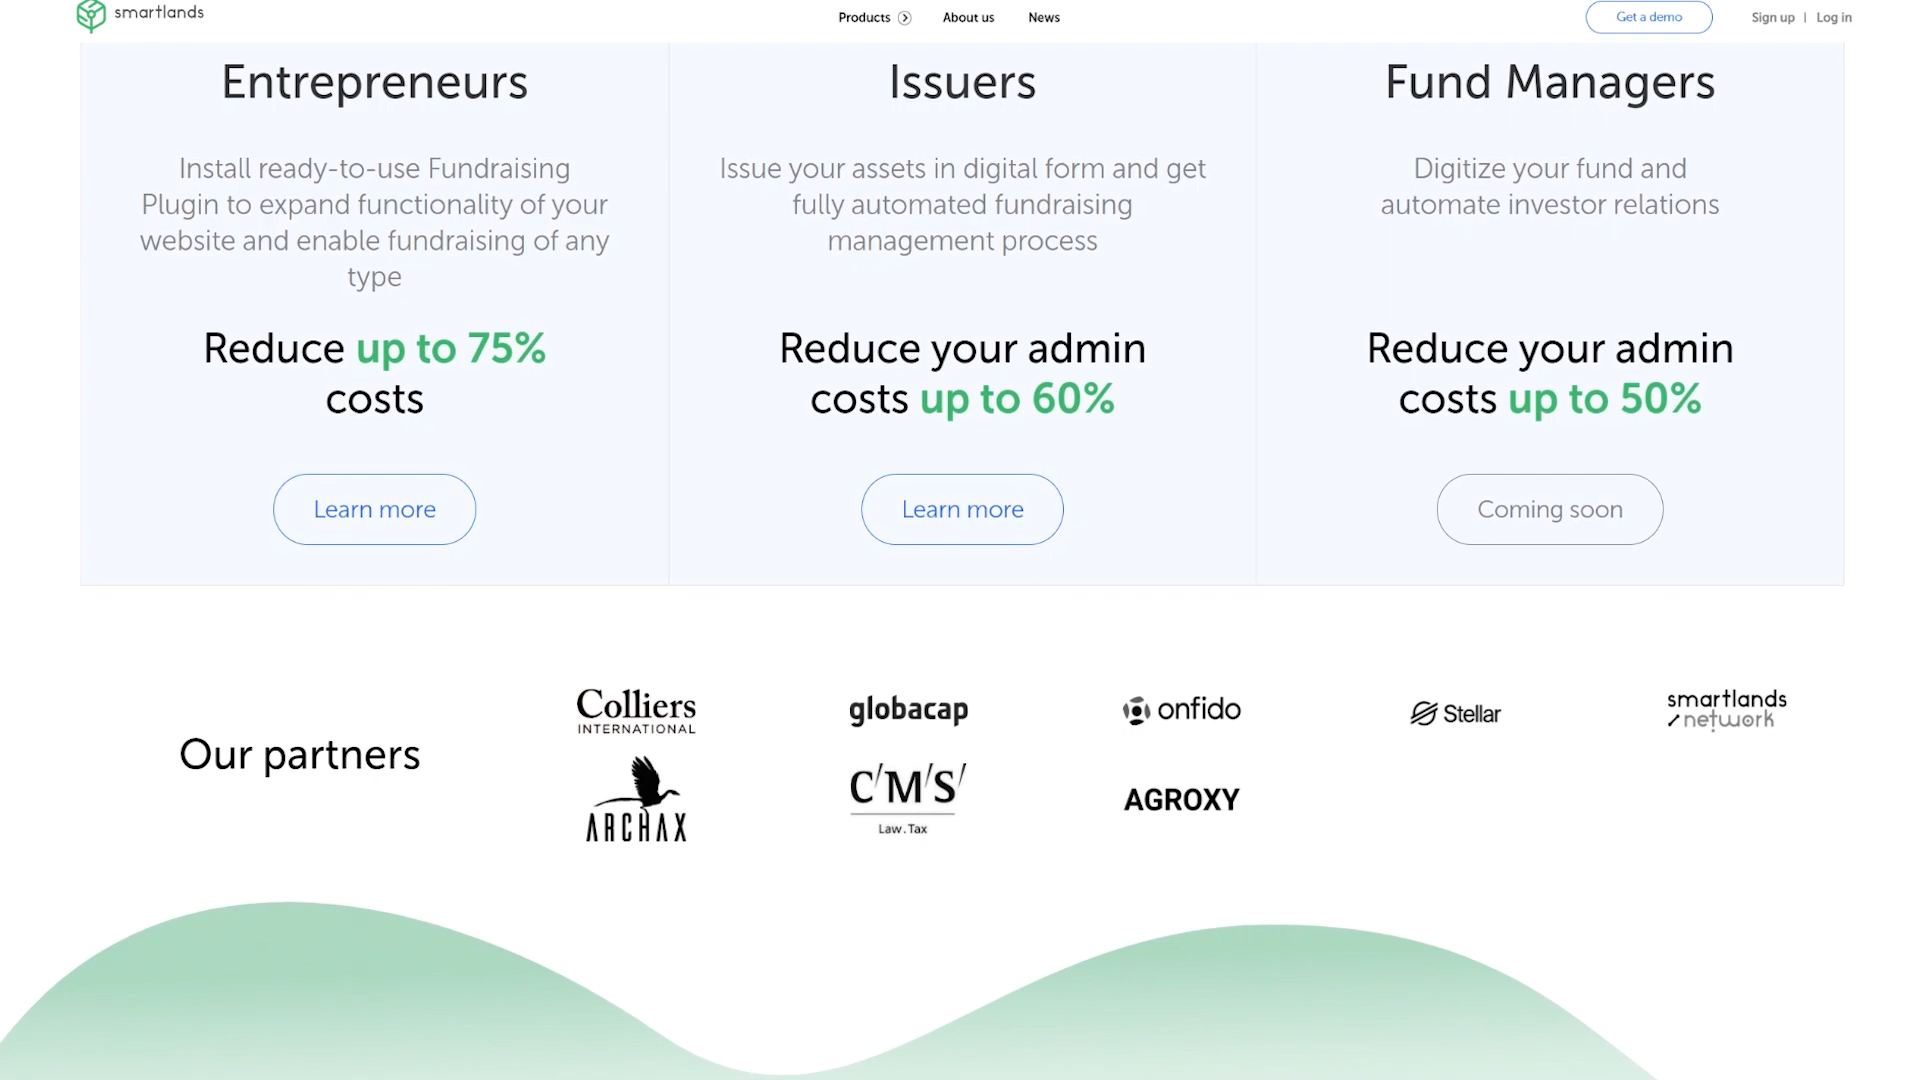 smartlands
Products
About us
News
Get a demo
Sign up | Log in
Entrepreneurs
Install ready-to-use Fundraising
Plugin to expand functionality of your
website and enable fundraising of any
type
Reduce up to 75%
costs
Learn more
Issuers
Issue your assets in digital form and get
fully automated fundraising
management process
Reduce your admin
costs up to 60%
Learn more
Fund Managers
Digitize your fund and
automate investor relations
Reduce your admin
costs up to 50%
Coming soon
Our partners
Colliers
INTERNATIONAL
globacap
onfido
Stellar
smartlands
network
ARCHAX
C/M/S/
Law.Tax
AGROXY